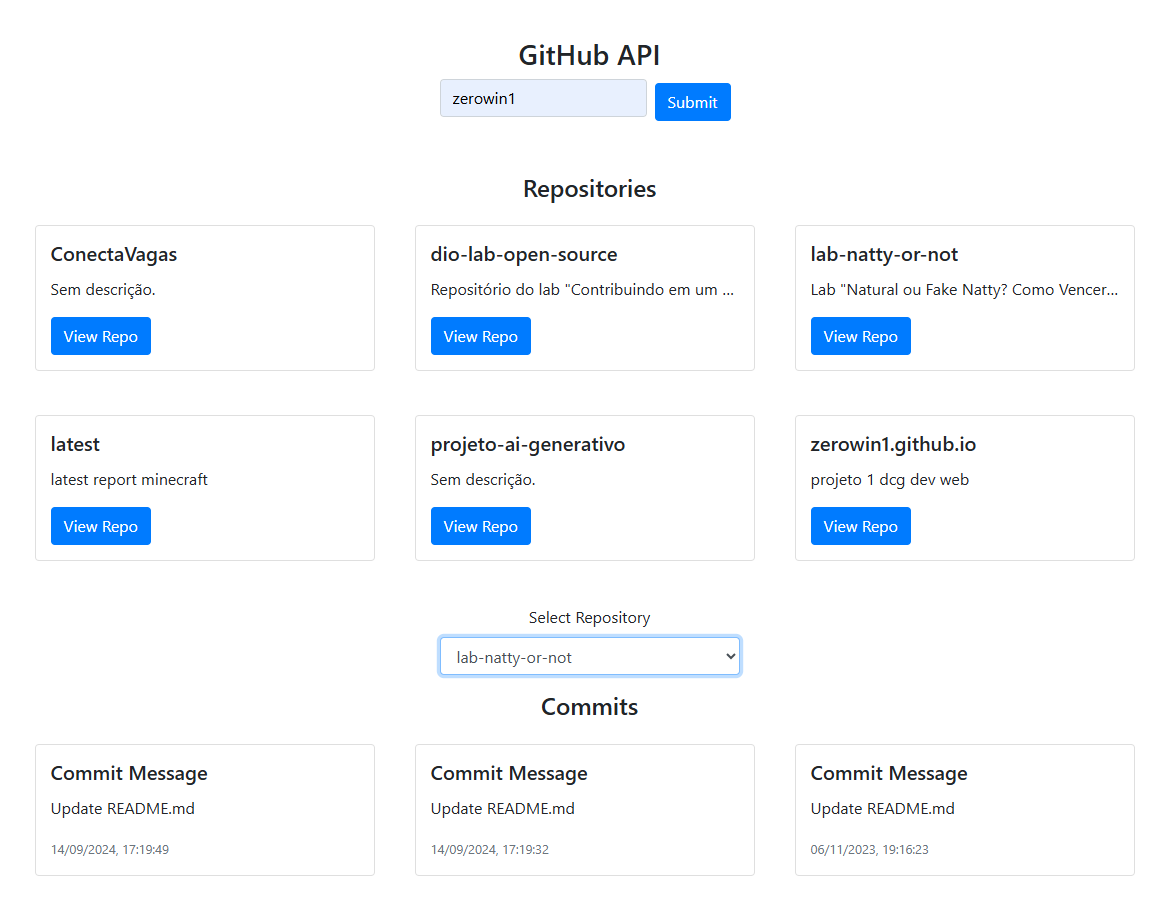 GitHub API
zerowin1
Submit
Repositories
ConectaVagas
Sem descrição.
View Repo
dio-lab-open-source
Repositório do lab "Contribuindo em um ...
View Repo
lab-natty-or-not
Lab "Natural ou Fake Natty? Como Vencer...
View Repo
latest
latest report minecraft
View Repo
projeto-ai-generativo
Sem descrição.
View Repo
zerowin1.github.io
projeto 1 dcg dev web
View Repo
Select Repository
lab-natty-or-not
Commits
Commit Message
Update README.md
14/09/2024, 17:19:49
Commit Message
Update README.md
14/09/2024, 17:19:32
Commit Message
Update README.md
06/11/2023, 19:16:23